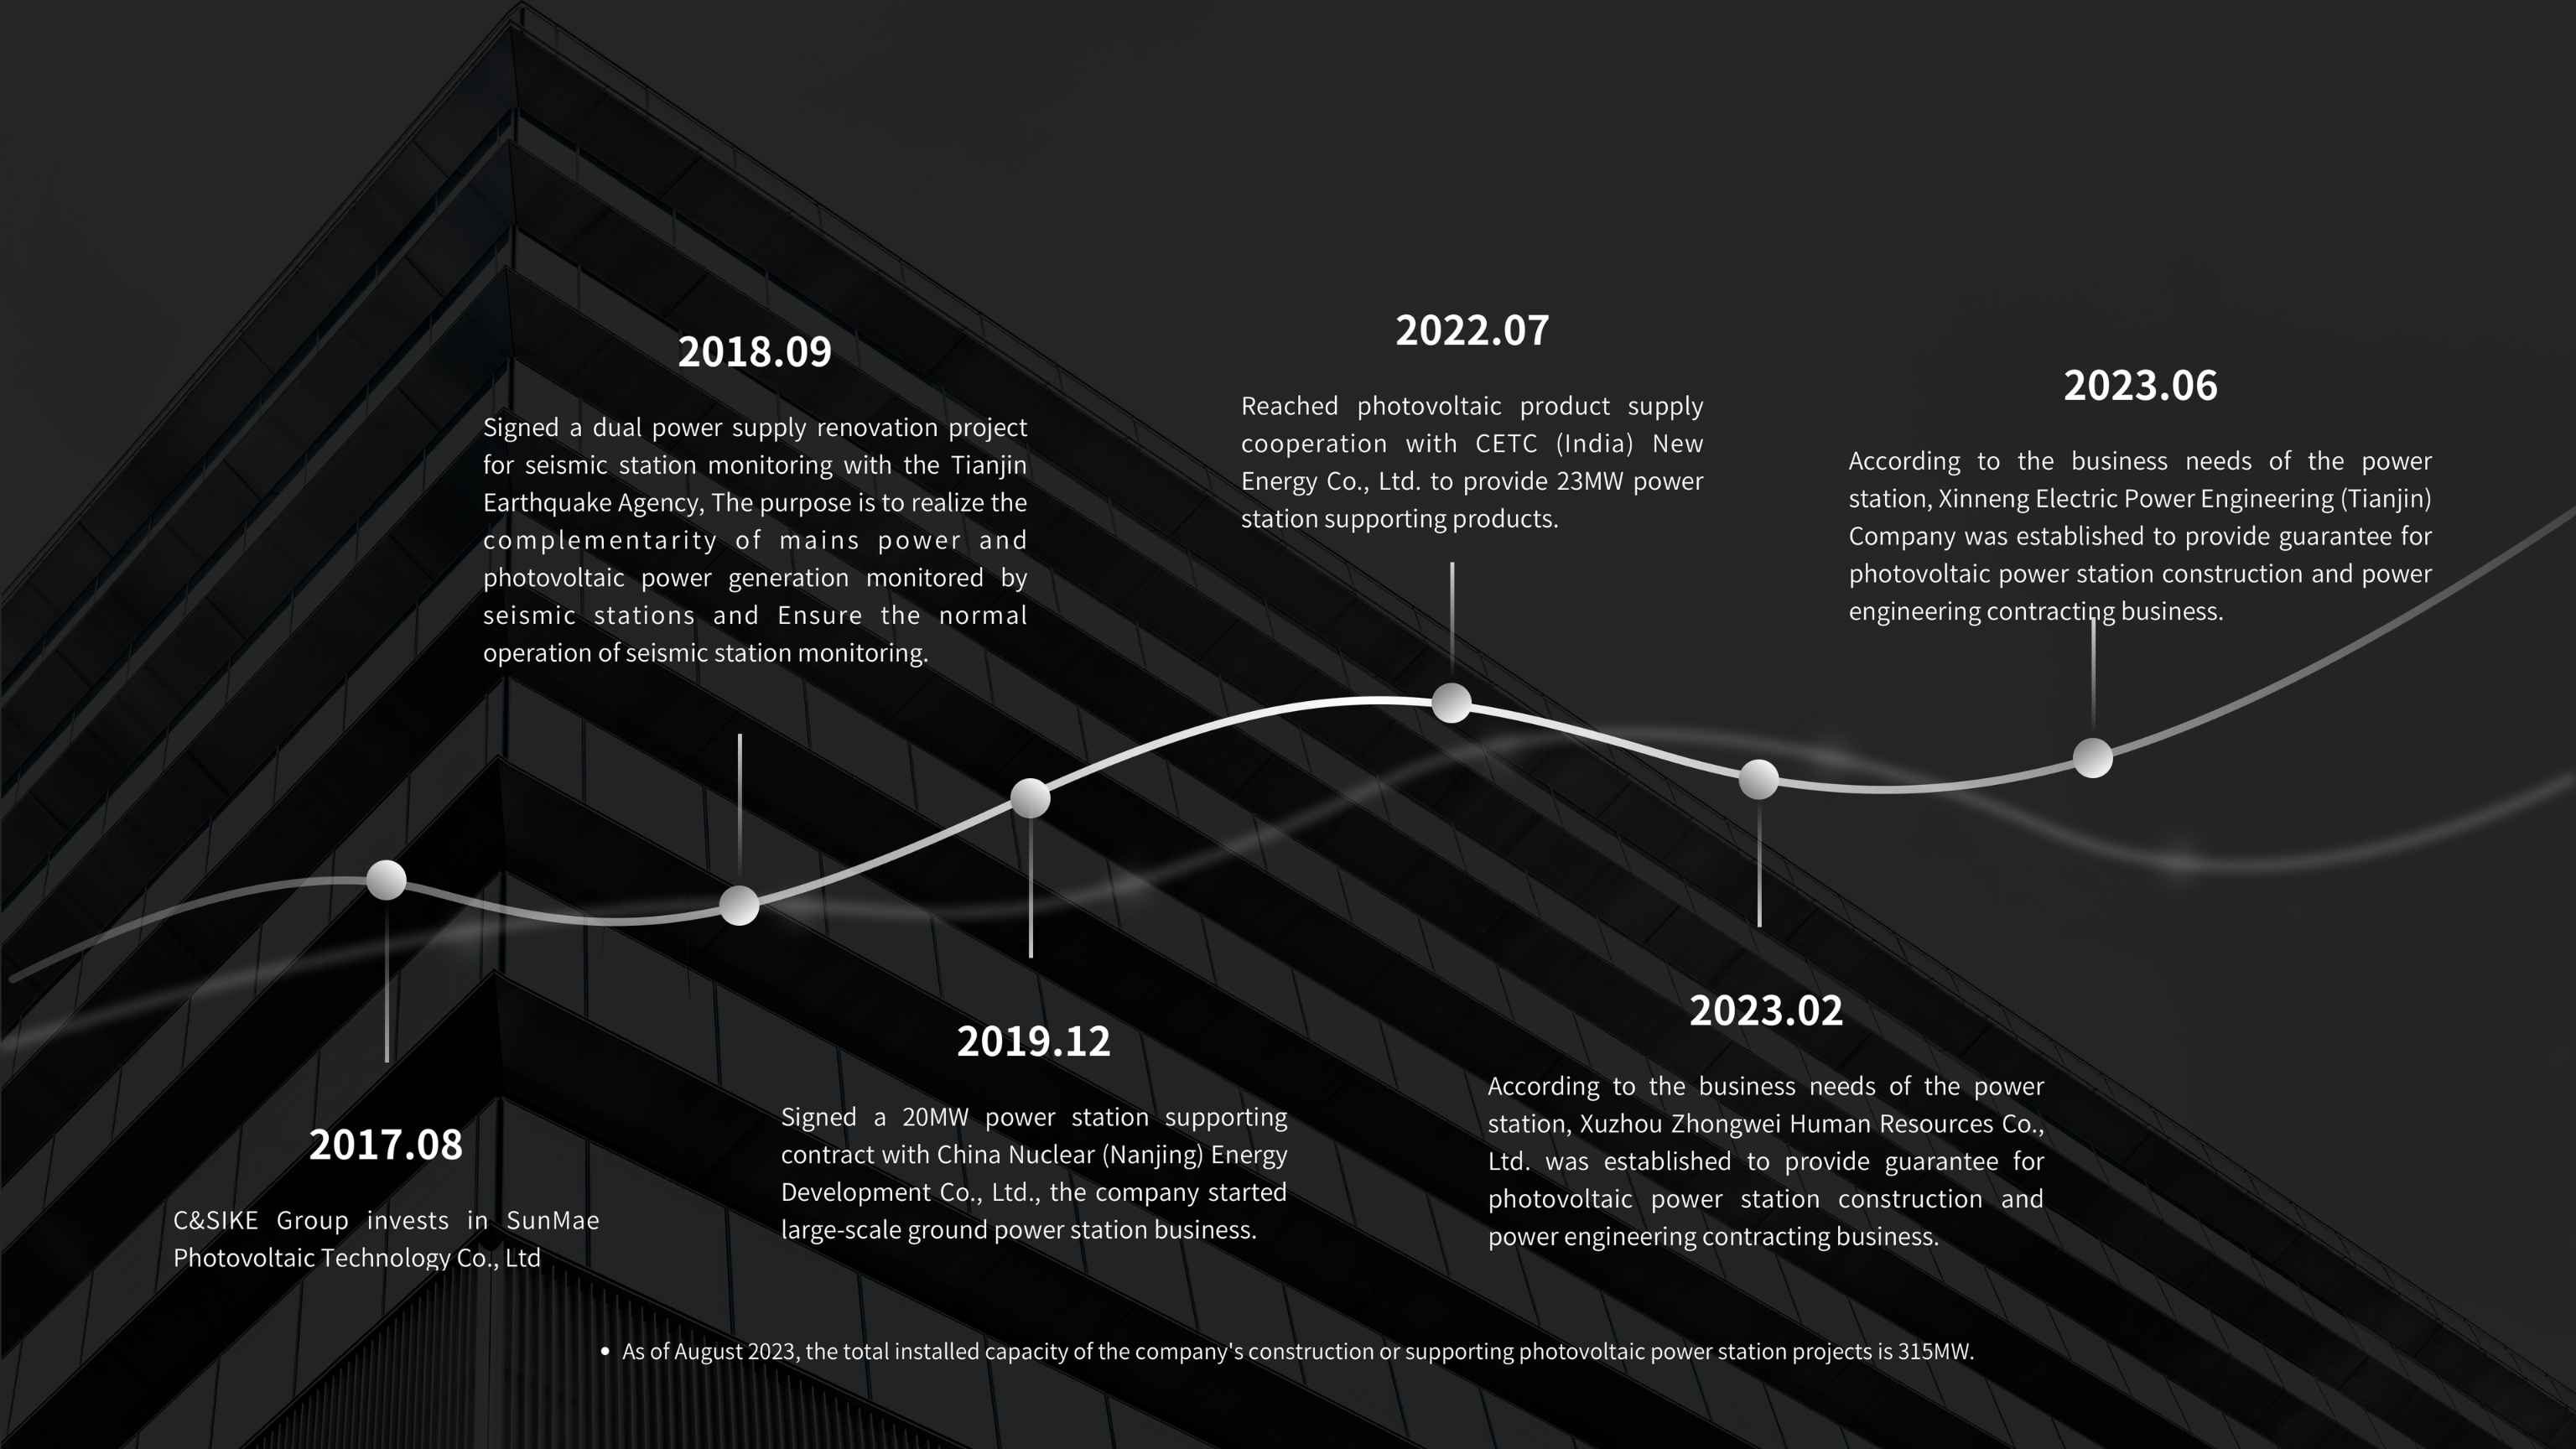 2018.09
Signed a dual power supply renovation project
for seismic station monitoring with the Tianjin
Earthquake Agency, The purpose is to realize the
complementarity of mains power and
photovoltaic power generation monitored by
seismic stations and Ensure the normal
operation of seismic station monitoring.
2022.07
Reached photovoltaic product supply
cooperation with CETC (India) New
Energy Co., Ltd. to provide 23MW power
station supporting products.
2023.06
According to the business needs of the power
station, Xinneng Electric Power Engineering (Tianjin)
Company was established to provide guarantee for
photovoltaic power station construction and power
engineering contracting business.
2017.08
C&SIKE Group invests in SunMae
Photovoltaic Technology Co., Ltd
2019.12
Signed a 20MW power station supporting
contract with China Nuclear (Nanjing) Energy
Development Co., Ltd., the company started
large-scale ground power station business.
2023.02
According to the business needs of the power
station, Xuzhou Zhongwei Human Resources Co.,
Ltd. was established to provide guarantee for
photovoltaic power station construction and
power engineering contracting business.
• As of August 2023, the total installed capacity of the company's construction or supporting photovoltaic power station projects is 315MW.